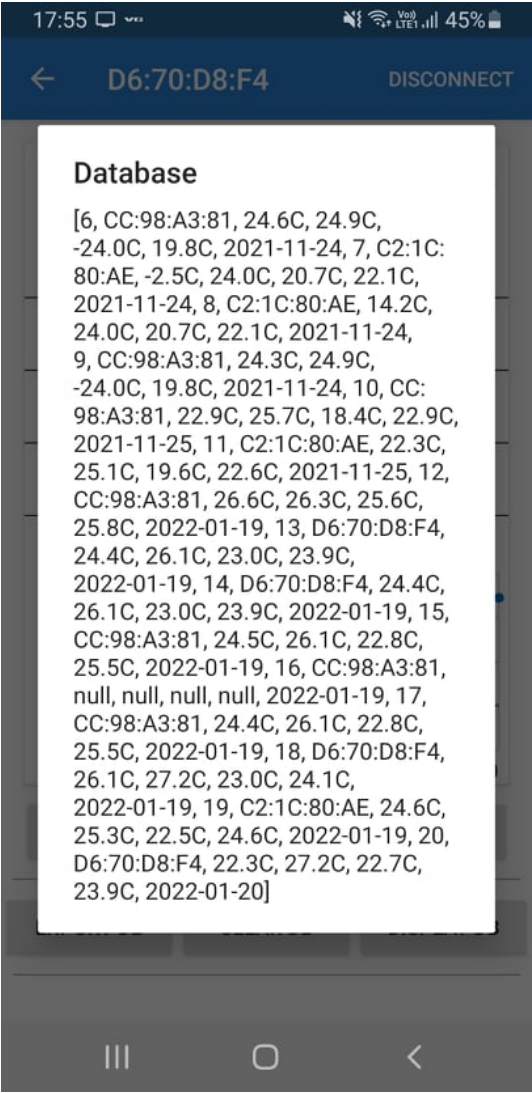 17:55
LTE1 45%
D6:70:D8:F4 DISCONNECT
Database
[6, CC:98:A3:81, 24.6C, 24.9C,
-24.0C, 19.8C, 2021-11-24, 7, C2:1C:
80:AE, -2.5C, 24.0C, 20.7C, 22.1C,
2021-11-24, 8, C2:1C:80:AE, 14.2C,
24.0C, 20.7C, 22.1C, 2021-11-24,
9, CC:98:A3:81, 24.3C, 24.9C,
-24.0C, 19.8C, 2021-11-24, 10, CC:
98:A3:81, 22.9C, 25.7C, 18.4C, 22.9C,
2021-11-25, 11, C2:1C:80:AE, 22.3C,
25.1C, 19.6C, 22.6C, 2021-11-25, 12,
CC:98:A3:81, 26.6C, 26.3C, 25.6C,
25.8C, 2022-01-19, 13, D6:70:D8:F4,
24.4C, 26.1C, 23.0C, 23.9C,
2022-01-19, 14, D6:70:D8:F4, 24.4C,
26.1C, 23.0C, 23.9C, 2022-01-19, 15,
CC:98:A3:81, 24.5C, 26.1C, 22.8C,
25.5C, 2022-01-19, 16, CC:98:A3:81,
null, null, null, null, 2022-01-19, 17,
CC:98:A3:81, 24.4C, 26.1C, 22.8C,
25.5C, 2022-01-19, 18, D6:70:D8:F4,
26.1C, 27.2C, 23.0C, 24.1C,
2022-01-19, 19, C2:1C:80:AE, 24.6C,
25.3C, 22.5C, 24.6C, 2022-01-19, 20,
D6:70:D8:F4, 22.3C, 27.2C, 22.7C,
23.9C, 2022-01-20]